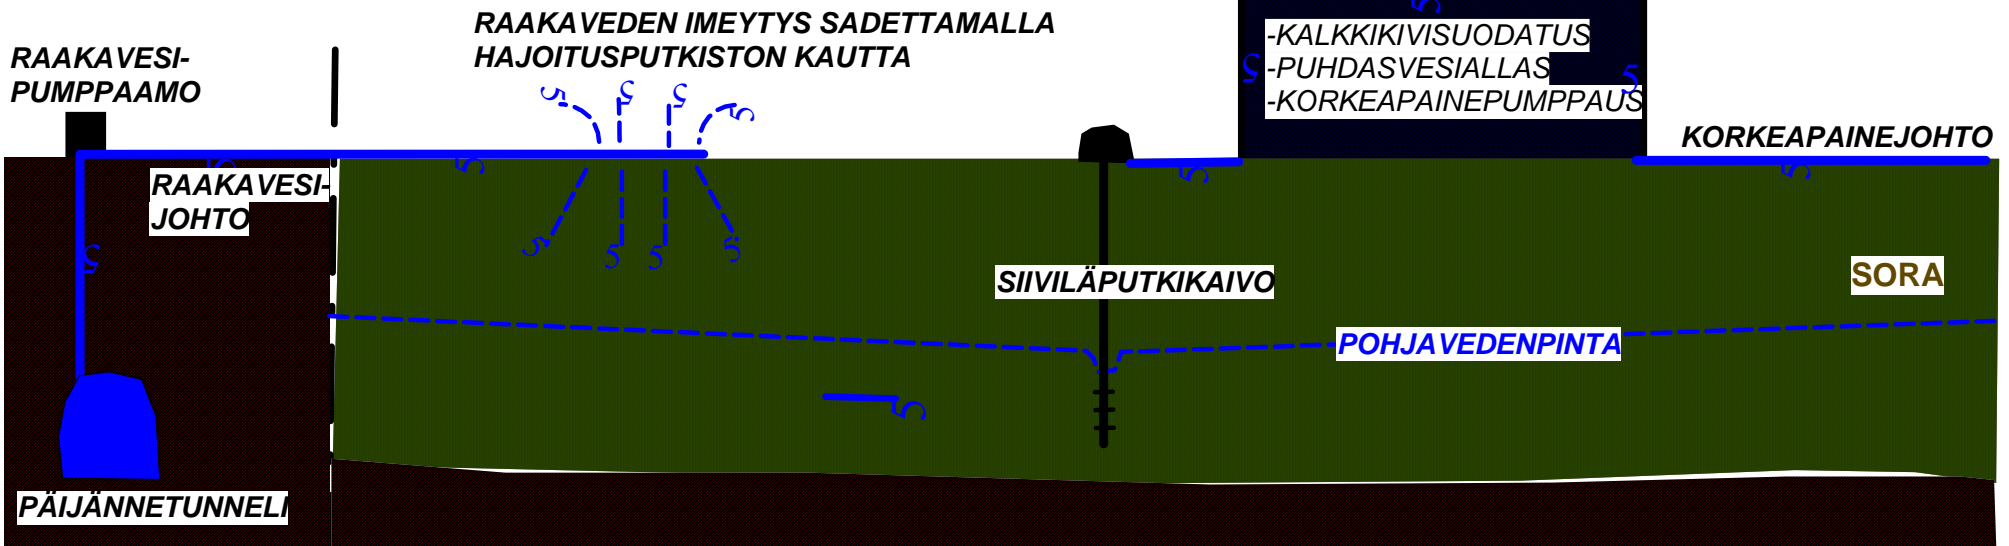 RAAKAVESI-
PUMPPAAMO
RAAKAVEDEN IMEYTYS SADETTAMALLA
HAJOITUSPUTKISTON KAUTTA
-KALKKIKIVISUODATUS
-PUHDASVESIALLAS
-KORKEAPAINEPUMPPAUS
KORKEAPAINEJOHTO
RAAKAVESI-
JOHTO
SIIVILÄPUTKIKAIVO
SORA
POHJAVEDENPINTA
PÄIJÄNNETUNNELI